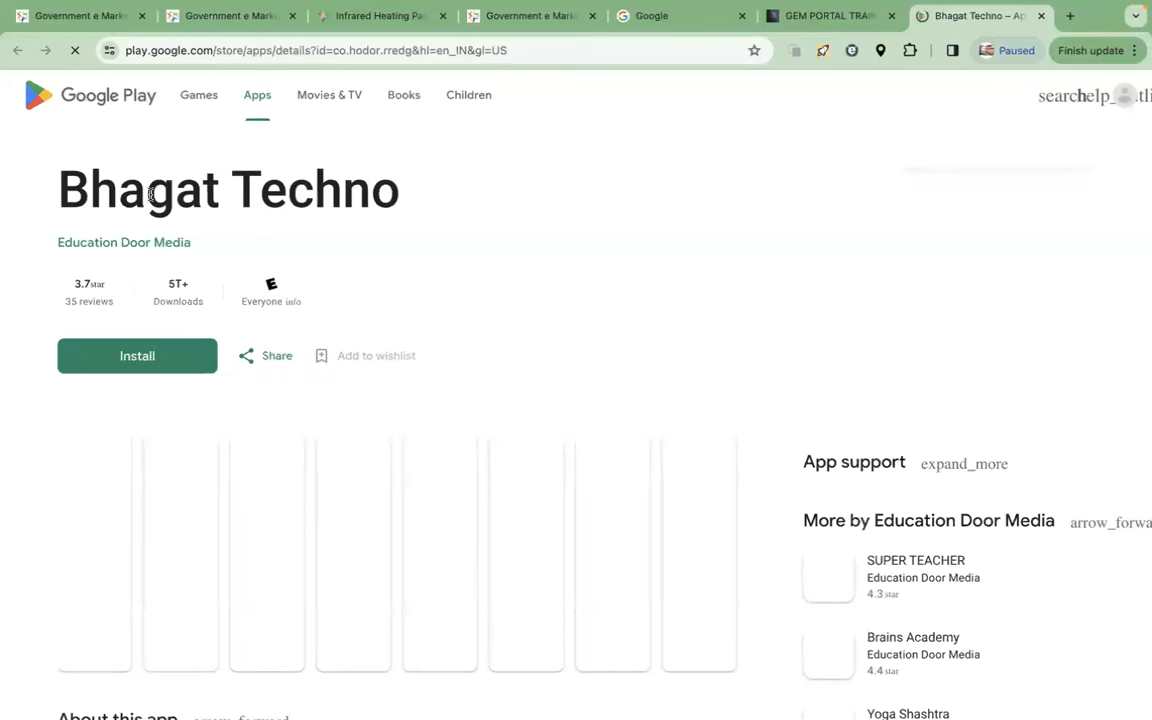 Government e Mark
Government e Mark
Infrared Heating Pa
Government e Mark
Google
GEM PORTAL TRAI
Bhagat Techno – Ap
play.google.com/store/apps/details?id=co.hodor.rredg&hl=en_IN&gl=US
Paused
Finish update
Google Play
Games
Apps
Movies & TV
Books
Children
search
help_
Bhagat Techno
Education Door Media
3.7star
35 reviews
5T+
Downloads
E
Everyone info
Install
Share
Add to wishlist
App support expand_more
More by Education Door Media arrow_forwa
SUPER TEACHER
Education Door Media
4.3 star
Brains Academy
Education Door Media
4.4 star
Yoga Shashtra
About this app arrow_forward